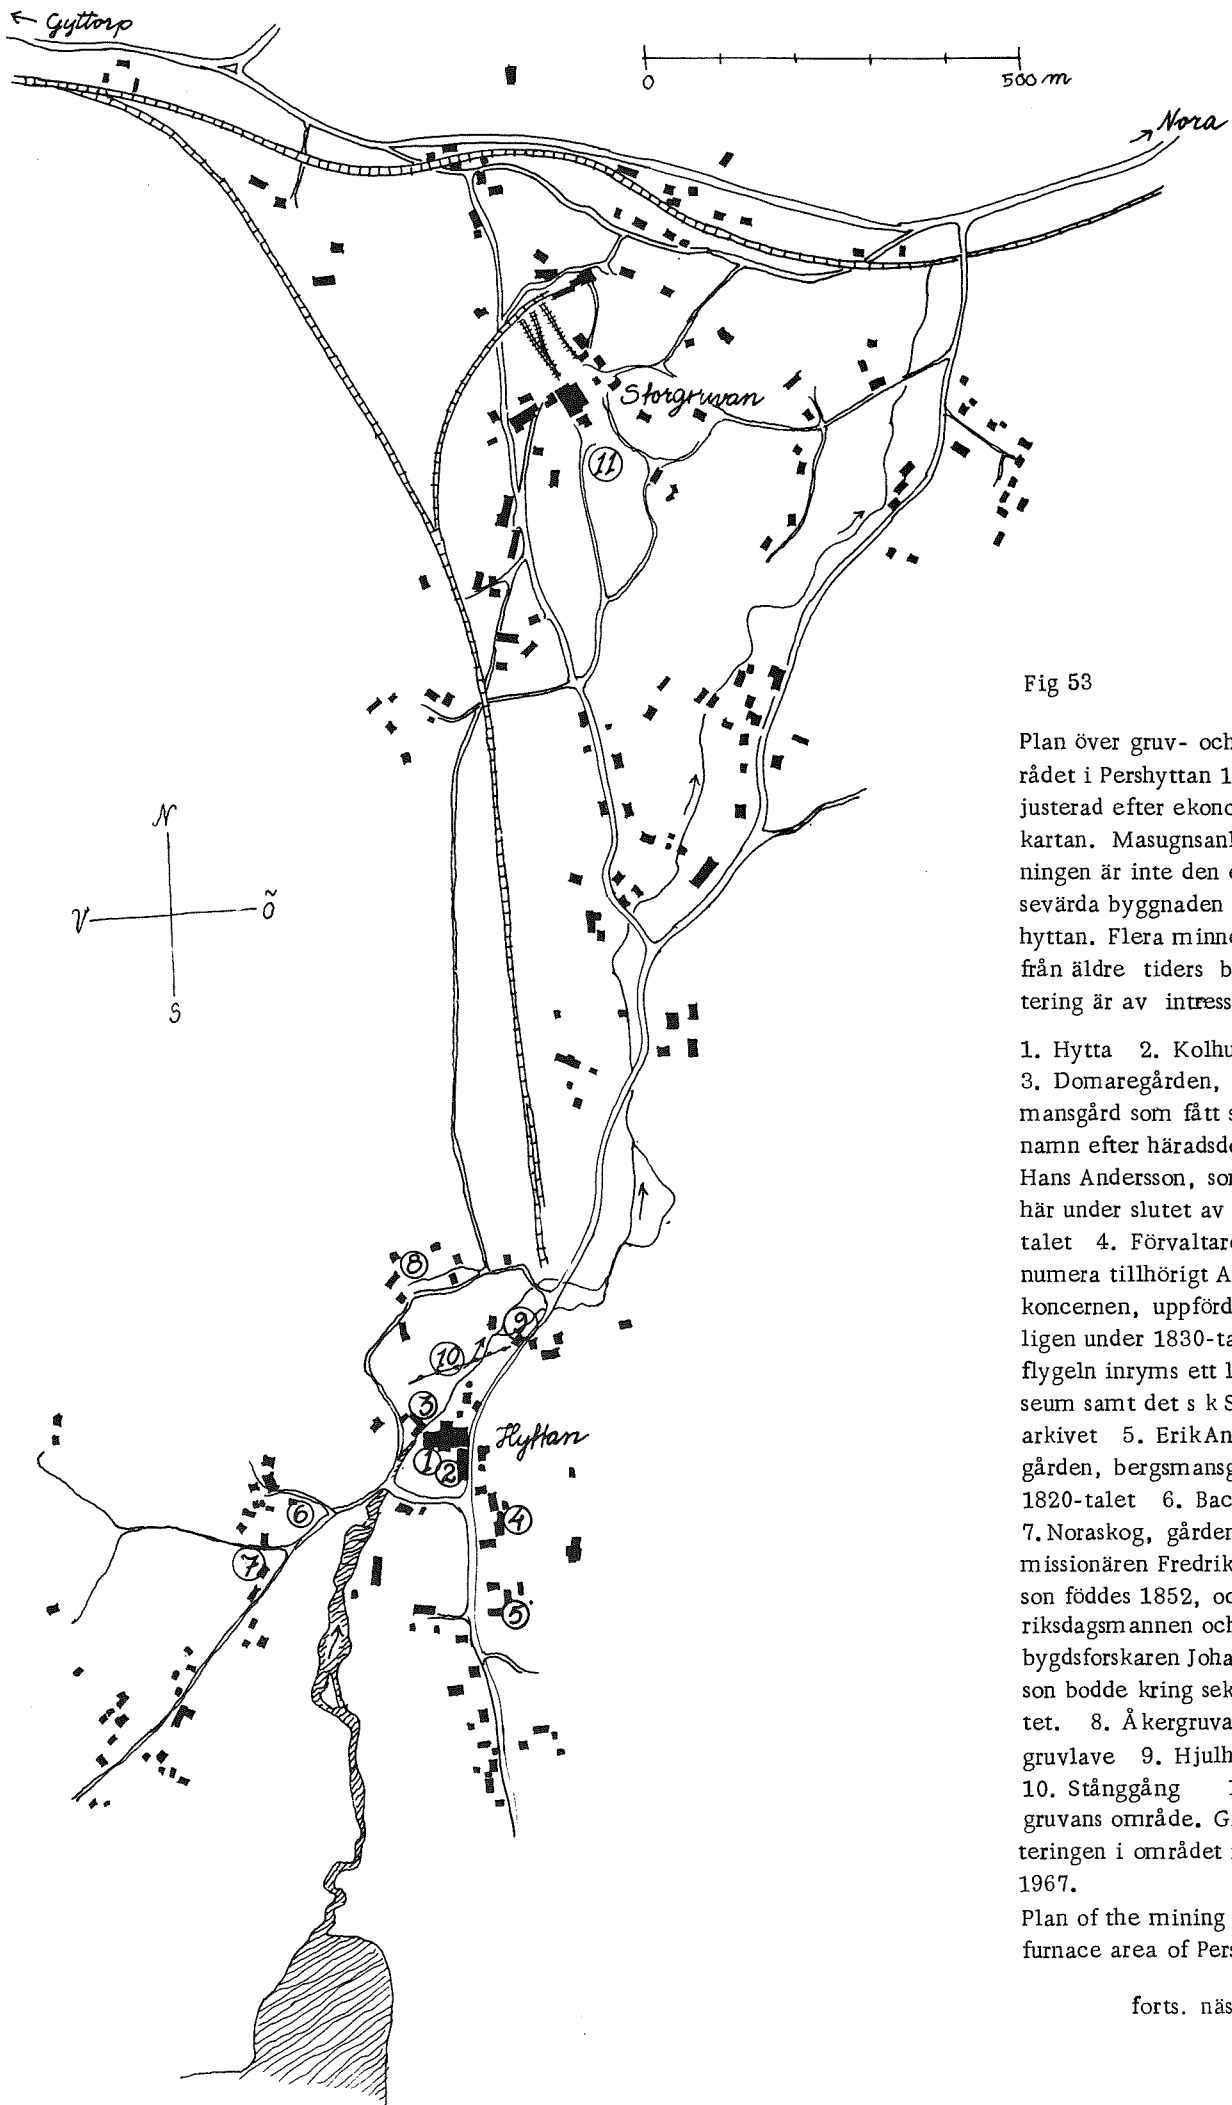 ← Gyttorp
0 500 m
→ Nora
Storgruvan
11
N
V Ö
S
8
9
10
3
Hyttan
1
2
4
6
7
5
Fig 53
Plan över gruv- och
rådet i Pershyttan 1
justerad efter ekono
kartan. Masugnsanl
ningen är inte den e
sevärda byggnaden
hyttan. Flera minne
från äldre tiders b
tering är av intress
1. Hytta 2. Kolhu
3. Domaregården,
mansgård som fått s
namn efter häradsdo
Hans Andersson, som
här under slutet av
talet 4. Förvaltare
numera tillhörigt A
koncernen, uppförd
ligen under 1830-ta
flygeln inryms ett l
seum samt det s k S
arkivet 5. Erik An
gården, bergsmansg
1820-talet 6. Bac
7. Noraskog, gården
missionären Fredrik
son föddes 1852, oc
riksdagsmannen och
bygdsforskaren Joha
son bodde kring sek
tet. 8. Åkergruva
gruvlave 9. Hjulh
10. Stånggång
gruvans område. G
teringen i området
1967.
Plan of the mining
furnace area of Pers
forts. näs